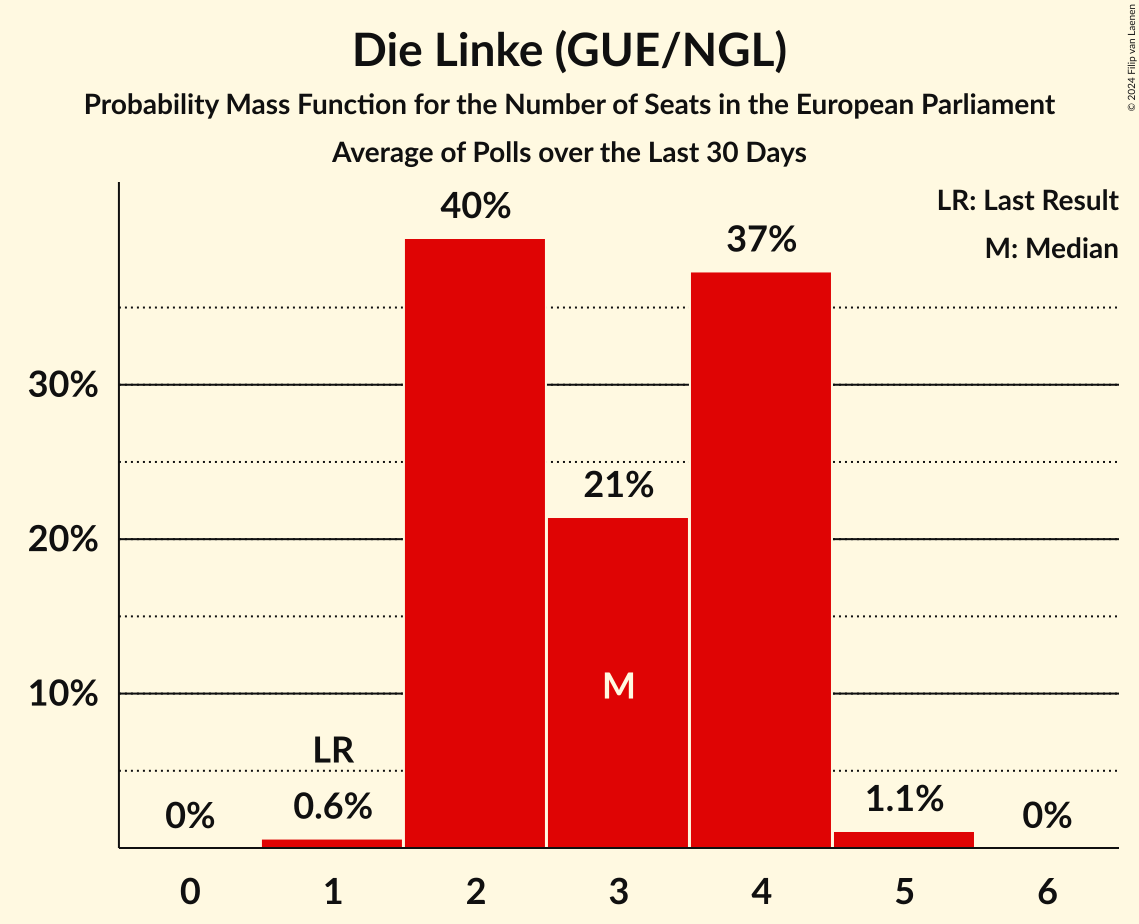 Die Linke (GUE/NGL)
Probability Mass Function for the Number of Seats in the European Parliament
Average of Polls over the Last 30 Days
© 2024 Filip van Laenen
LR: Last Result
M: Median
40%
37%
30%
21%
20%
M
10%
LR
0%
0.6%
1.1%
0%
0 1 2 3 4 5 6